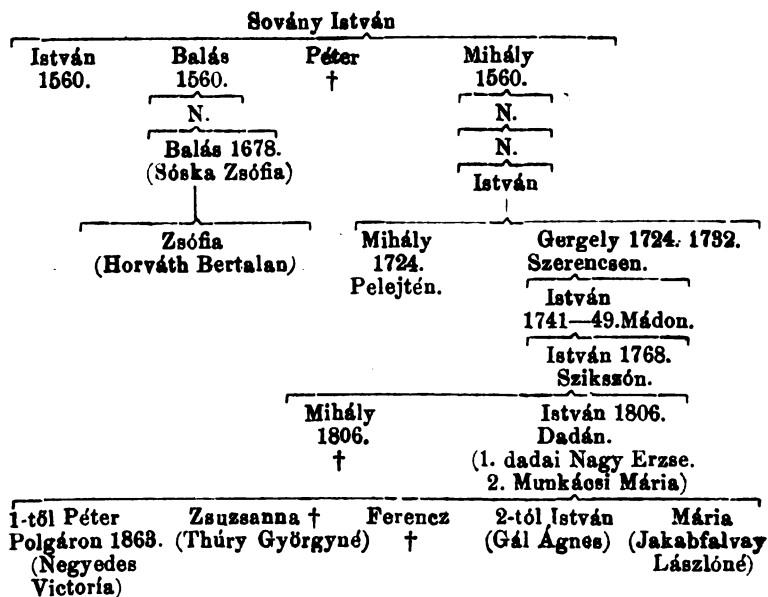 Sovány István
István Balás Péter Mihály
1560. 1560. † 1560.
N. N.
Balás 1678. N.
(Sóska Zsófia) István
Zsófia Mihály Gergely 1724. 1732.
(Horváth Bertalan) 1724. Szerencsen.
Pelejtén. István
1741—49. Mádon.
István 1768.
Szikszón.
Mihály István 1806.
1806. Dadán.
† (1. dadai Nagy Erzse.
2. Munkácsi Mária)
1-től Péter Zsuzsanna † Ferencz 2-tól István Mária
Polgáron 1863. (Thúry Györgyné) † (Gál Ágnes) (Jakabfalvay
(Negyedes Lászlóné)
Victoría)